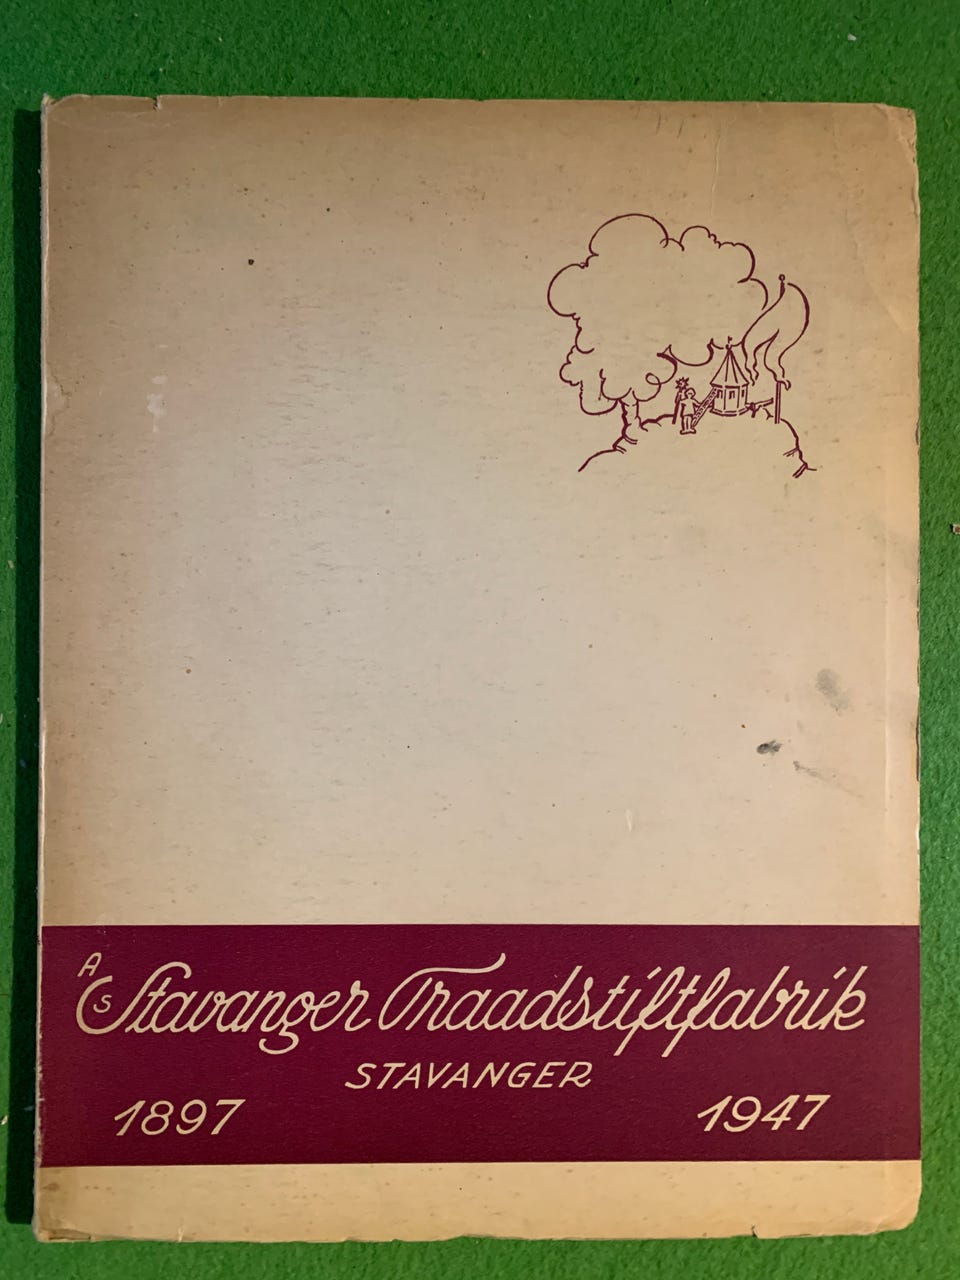 A/S Stavanger Traadstiftfabrik
STAVANGER
1897 1947